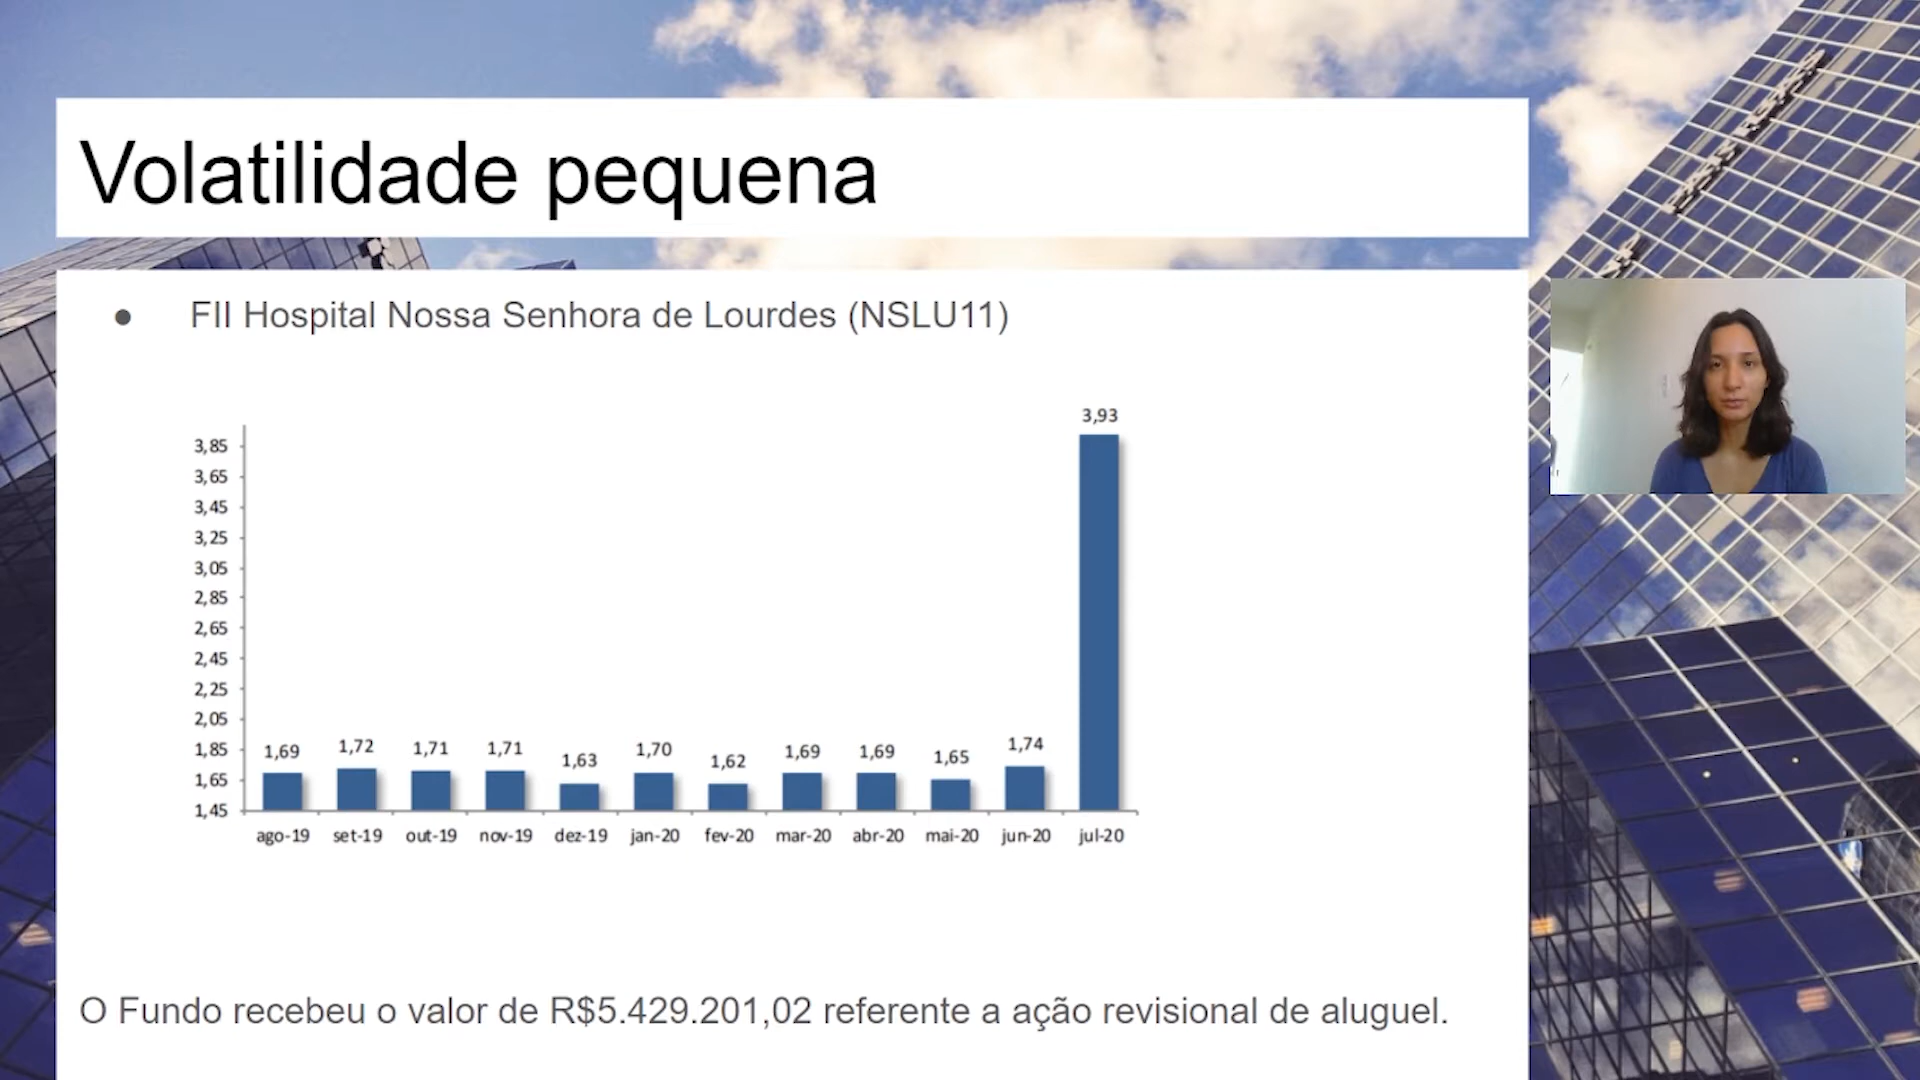 Volatilidade pequena
● FII Hospital Nossa Senhora de Lourdes (NSLU11)
3,93
3,85
3,65
3,45
3,25
3,05
2,85
2,65
2,45
2,25
2,05
1,85
1,65
1,45
1,69 1,72 1,71 1,71 1,63 1,70 1,62 1,69 1,69 1,65 1,74
ago-19 set-19 out-19 nov-19 dez-19 jan-20 fev-20 mar-20 abr-20 mai-20 jun-20 jul-20
O Fundo recebeu o valor de R$5.429.201,02 referente a ação revisional de aluguel.